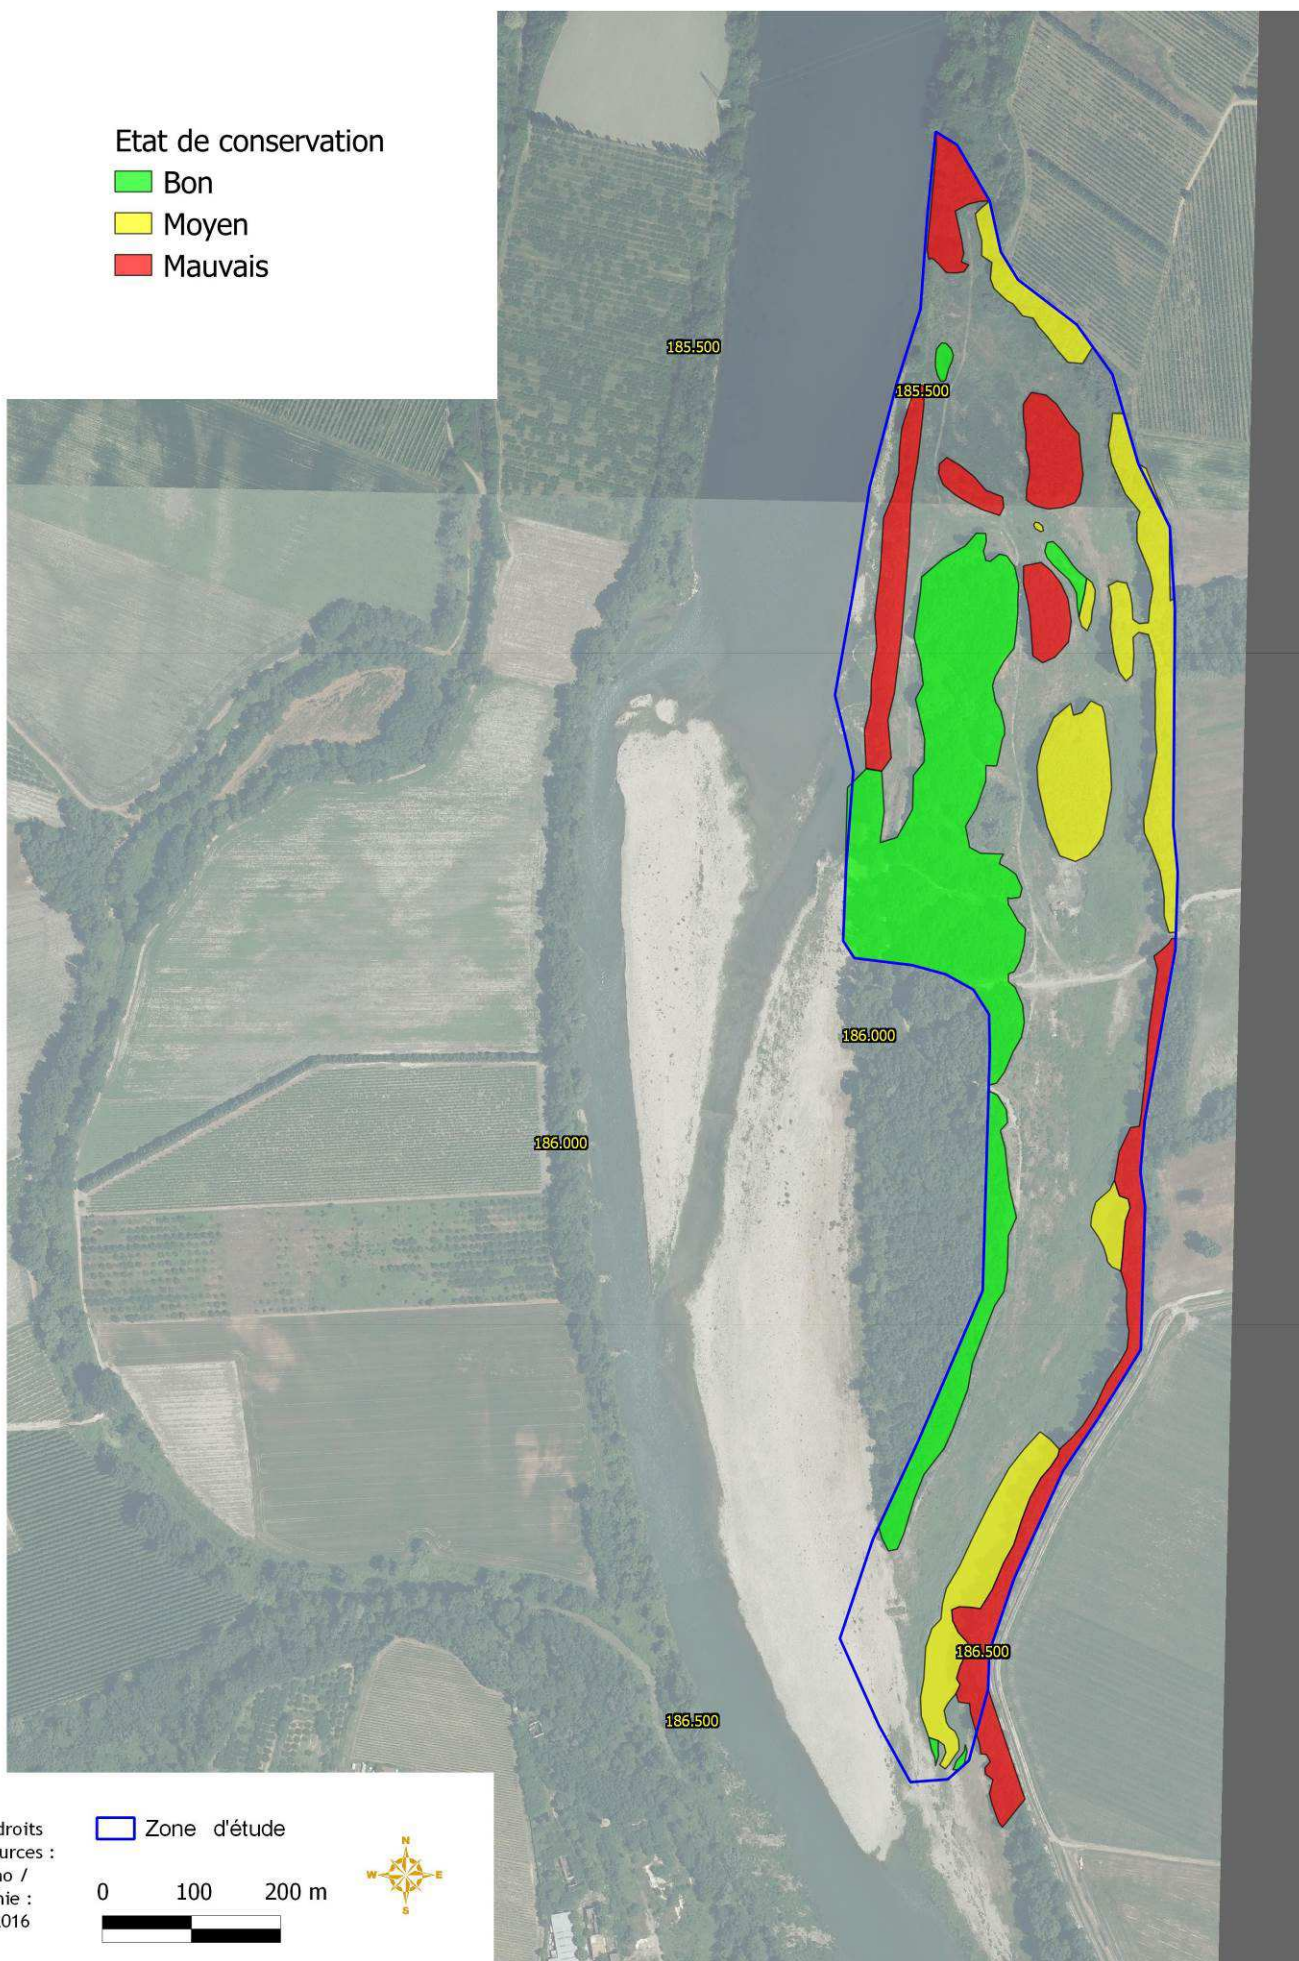 Etat de conservation
Bon
Moyen
Mauvais
185.500
185.500
186.000
186.000
186.500
186.500
droits
urces :
no /
nie :
016
Zone d'étude
0 100 200 m
N
W E
S